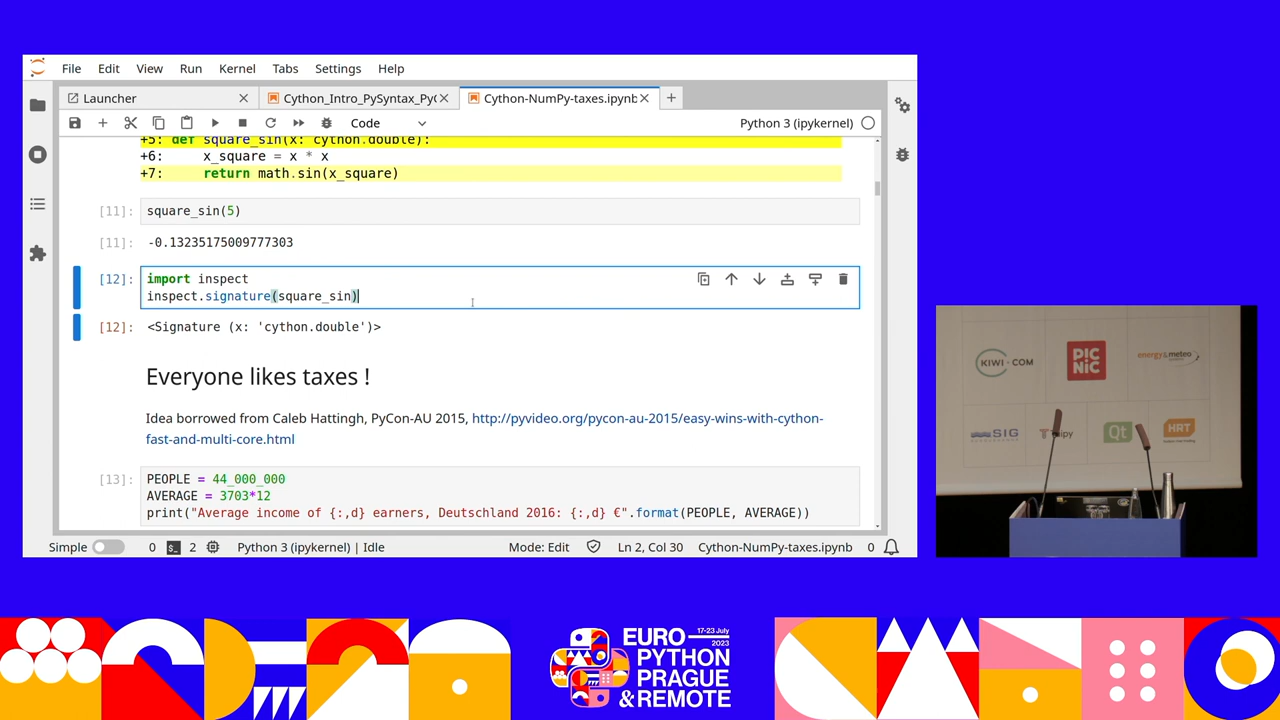 File Edit View Run Kernel Tabs Settings Help
Launcher
Cython_Intro_PySyntax_Py(
Cython-NumPy-taxes.ipynb
Code
Python 3 (ipykernel)
+5: def square_sin(x: cython.double):
+6: x_square = x * x
+7: return math.sin(x_square)
[11]: square_sin(5)
[11]: -0.13235175009777303
[12]: import inspect
inspect.signature(square_sin)
[12]: <Signature (x: 'cython.double')>
Everyone likes taxes !
Idea borrowed from Caleb Hattingh, PyCon-AU 2015, http://pyvideo.org/pycon-au-2015/easy-wins-with-cython-
fast-and-multi-core.html
[13]: PEOPLE = 44_000_000
AVERAGE = 3703*12
print("Average income of {:,d} earners, Deutschland 2016: {:,d} €".format(PEOPLE, AVERAGE))
Simple 0 2 Python 3 (ipykernel) | Idle Mode: Edit Ln 2, Col 30 Cython-NumPy-taxes.ipynb 0
KIWI.COM
PIC
NIC
energy & meteo
SIG
Qt
HRT
EURO 17-23 July
2023
PYTHON
PRAGUE
& REMOTE